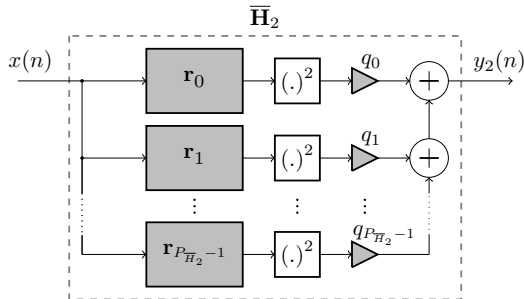 H̅₂
x(n) r₀ (.)² q₀ + y₂(n)
r₁ (.)² q₁ +
⋮ ⋮ ⋮
r_{P_{H̅₂}−1} (.)² q_{P_{H̅₂}−1}